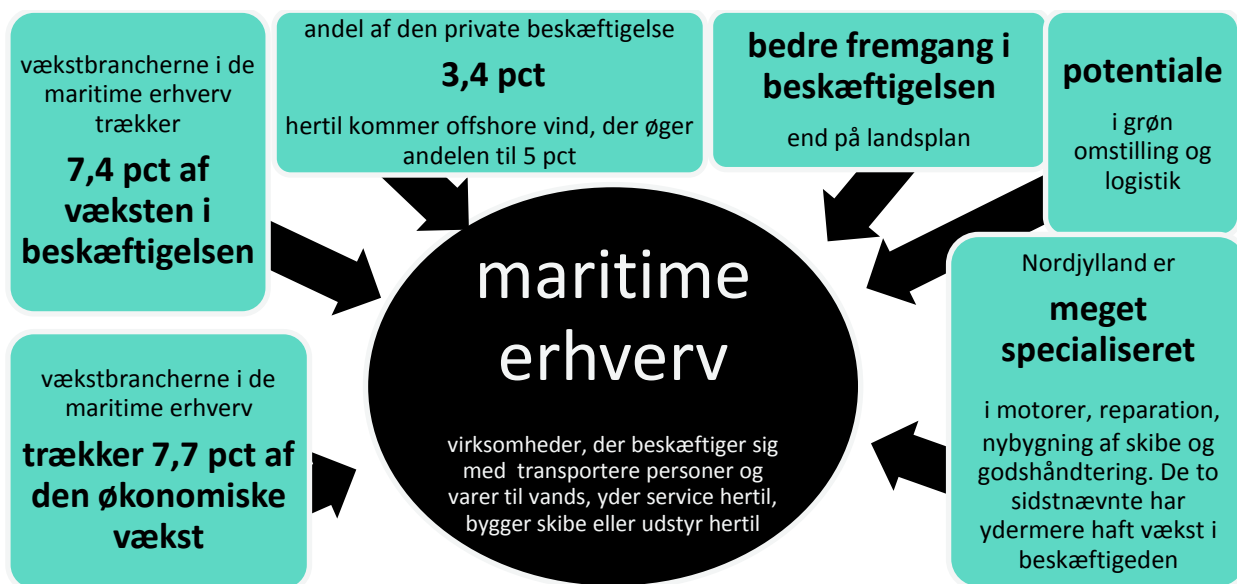 vækstbrancherne i de
maritime erhverv
trækker
7,4 pct af
væksten i
beskæftigelsen
andel af den private beskæftigelse
3,4 pct
hertil kommer offshore vind, der øger
andelen til 5 pct
bedre fremgang i
beskæftigelsen
end på landsplan
potentiale
i grøn
omstilling og
logistik
Nordjylland er
meget
specialiseret
i motorer, reparation,
nybygning af skibe og
godshåndtering. De to
sidstnævnte har
ydermere haft vækst i
beskæftigeden
vækstbrancherne i de
maritime erhverv
trækker 7,7 pct af
den økonomiske
vækst
maritime
erhverv
virksomheder, der beskæftiger sig
med  transportere personer og
varer til vands, yder service hertil,
bygger skibe eller udstyr hertil